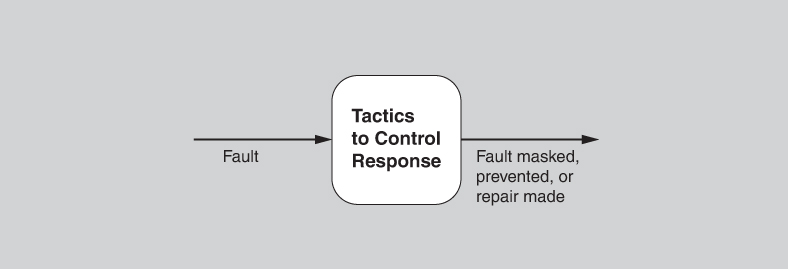 Tactics
to Control
Response
Fault
Fault masked,
prevented, or
repair made